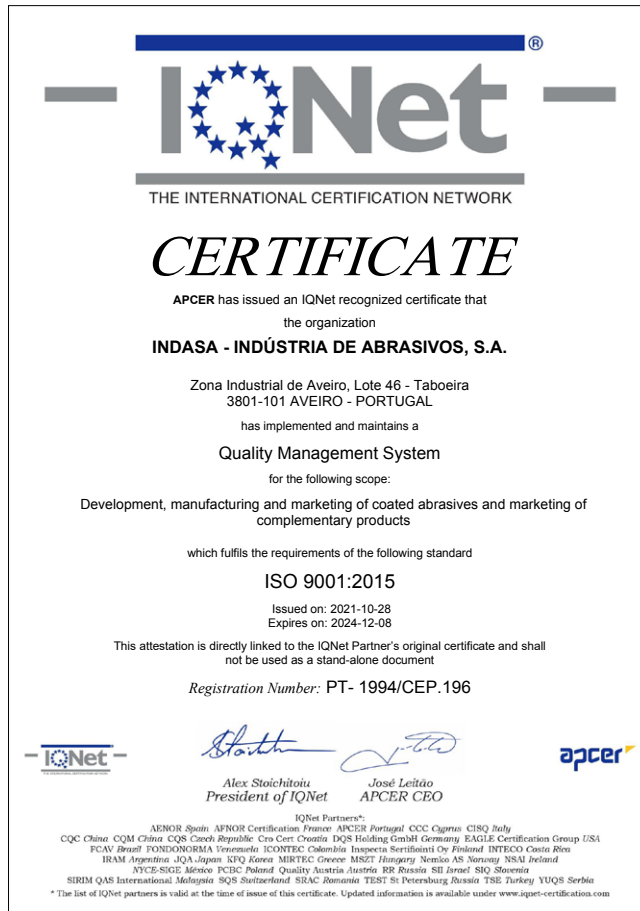 ®
IQNet
THE INTERNATIONAL CERTIFICATION NETWORK
CERTIFICATE
APCER has issued an IQNet recognized certificate that
the organization
INDASA - INDÚSTRIA DE ABRASIVOS, S.A.
Zona Industrial de Aveiro, Lote 46 - Taboeira
3801-101 AVEIRO - PORTUGAL
has implemented and maintains a
Quality Management System
for the following scope:
Development, manufacturing and marketing of coated abrasives and marketing of
complementary products
which fulfils the requirements of the following standard
ISO 9001:2015
Issued on: 2021-10-28
Expires on: 2024-12-08
This attestation is directly linked to the IQNet Partner's original certificate and shall
not be used as a stand-alone document
Registration Number: PT- 1994/CEP.196
IQNet
THE INTERNATIONAL CERTIFICATION NETWORK
apcer
Alex Stoichitoiu
José Leitão
President of IQNet
APCER CEO
IQNet Partners*:
AENOR Spain AFNOR Certification France APCER Portugal CCC Cyprus CISQ Italy
CQC China CQM China CQS Czech Republic Cro Cert Croatia DQS Holding GmbH Germany EAGLE Certification Group USA
FCAV Brazil FONDONORMA Venezuela ICONTEC Colombia Inspecta Sertifiointi Oy Finland INTECO Costa Rica
IRAM Argentina JQA Japan KFQ Korea MIRTEC Greece MSZT Hungary Nemko AS Norway NSAI Ireland
NYCE-SIGE México PCBC Poland Quality Austria Austria RR Russia SII Israel SIQ Slovenia
SIRIM QAS International Malaysia SQS Switzerland SRAC Romania TEST St Petersburg Russia TSE Turkey YUQS Serbia
* The list of IQNet partners is valid at the time of issue of this certificate. Updated information is available under www.iqnet-certification.com